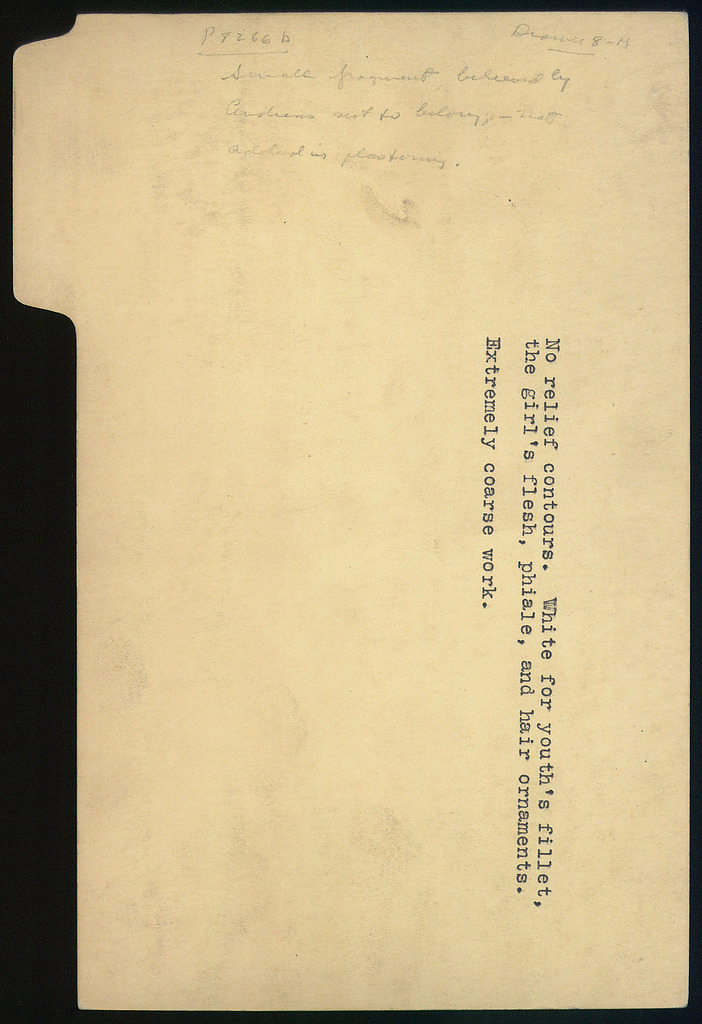 P 9266 b
Drawer 8-M
Small fragment believed by
Andreas not to belong, - not
added in plastering.
No relief contours. White for youth's fillet,
the girl's flesh, phiale, and hair ornaments.
Extremely coarse work.